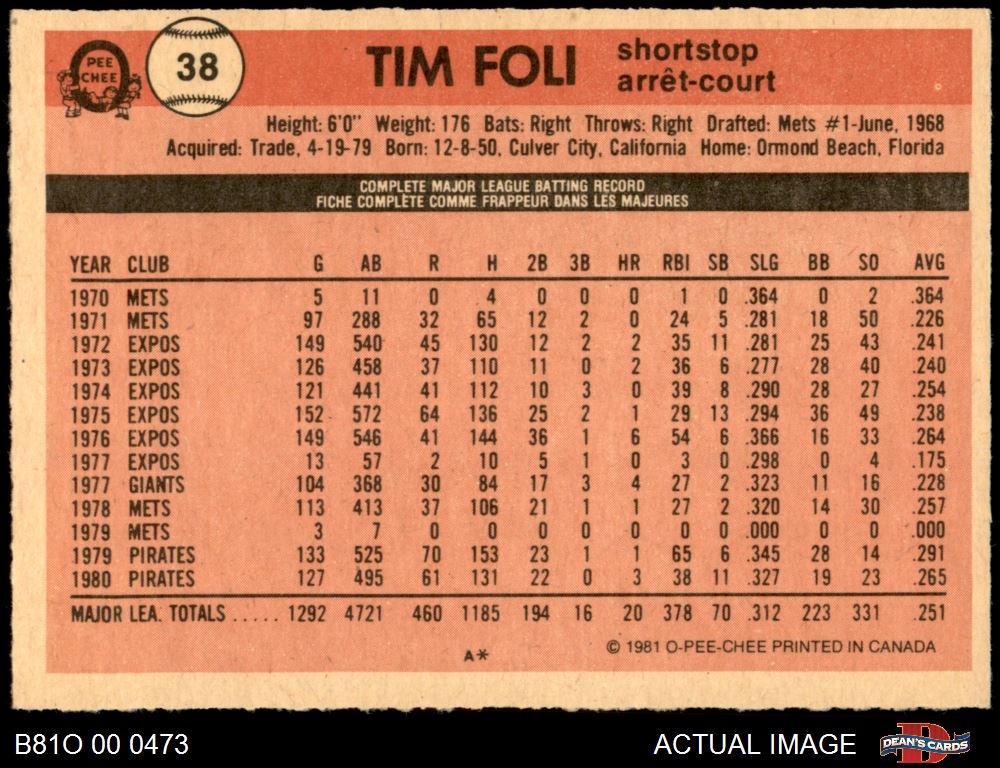 PEE
CHEE
38
TIM FOLI
shortstop
arrêt-court
Height: 6'0" Weight: 176 Bats: Right Throws: Right Drafted: Mets #1-June, 1968
Acquired: Trade, 4-19-79 Born: 12-8-50, Culver City, California Home: Ormond Beach, Florida
COMPLETE MAJOR LEAGUE BATTING RECORD
FICHE COMPLÈTE COMME FRAPPEUR DANS LES MAJEURES
YEAR CLUB G AB R H 2B 3B HR RBI SB SLG BB SO AVG
1970 METS 5 11 0 4 0 0 0 1 0 .364 0 2 .364
1971 METS 97 288 32 65 12 2 0 24 5 .281 18 50 .226
1972 EXPOS 149 540 45 130 12 2 2 35 11 .281 25 43 .241
1973 EXPOS 126 458 37 110 11 0 2 36 6 .277 28 40 .240
1974 EXPOS 121 441 41 112 10 3 0 39 8 .290 28 27 .254
1975 EXPOS 152 572 64 136 25 2 1 29 13 .294 36 49 .238
1976 EXPOS 149 546 41 144 36 1 6 54 6 .366 16 33 .264
1977 EXPOS 13 57 2 10 5 1 0 3 0 .298 0 4 .175
1977 GIANTS 104 368 30 84 17 3 4 27 2 .323 11 16 .228
1978 METS 113 413 37 106 21 1 1 27 2 .320 14 30 .257
1979 METS 3 7 0 0 0 0 0 0 0 .000 0 0 .000
1979 PIRATES 133 525 70 153 23 1 1 65 6 .345 28 14 .291
1980 PIRATES 127 495 61 131 22 0 3 38 11 .327 19 23 .265
MAJOR LEA. TOTALS ..... 1292 4721 460 1185 194 16 20 378 70 .312 223 331 .251
A*
© 1981 O-PEE-CHEE PRINTED IN CANADA
B81O 00 0473
ACTUAL IMAGE
DEAN'S CARDS